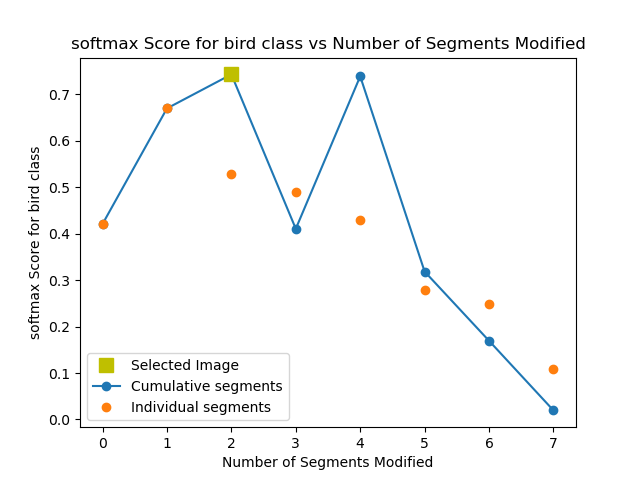 softmax Score for bird class vs Number of Segments Modified
softmax Score for bird class
0.7
0.6
0.5
0.4
0.3
0.2
0.1
0.0
Selected Image
Cumulative segments
Individual segments
0 1 2 3 4 5 6 7
Number of Segments Modified